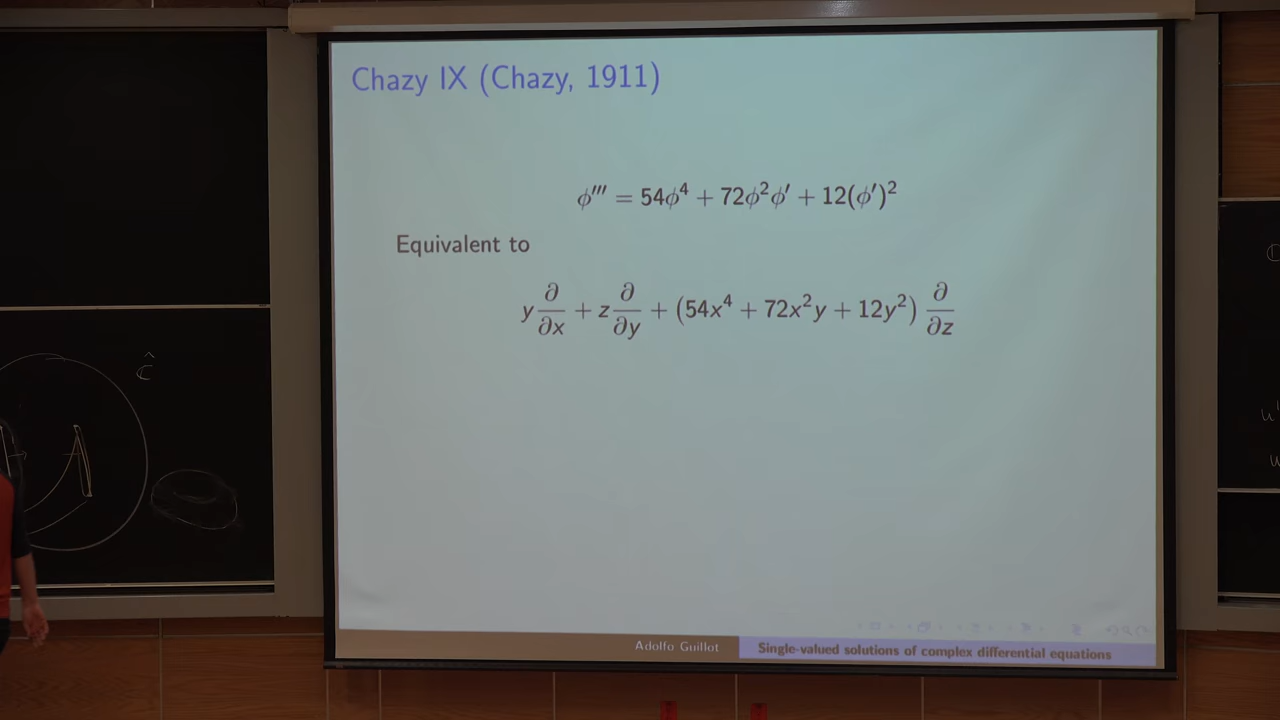 Chazy IX (Chazy, 1911)
ϕ′′′ = 54ϕ⁴ + 72ϕ²ϕ′ + 12(ϕ′)²
Equivalent to
y ∂/∂x + z ∂/∂y + (54x⁴ + 72x²y + 12y²) ∂/∂z
Ĉ
Adolfo Guillot
Single-valued solutions of complex differential equations